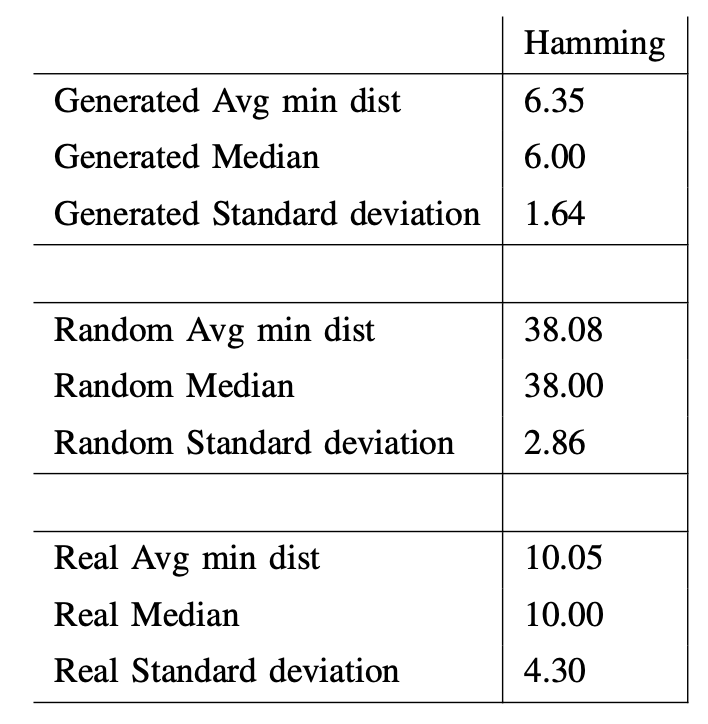 Hamming
Generated Avg min dist 6.35
Generated Median 6.00
Generated Standard deviation 1.64
Random Avg min dist 38.08
Random Median 38.00
Random Standard deviation 2.86
Real Avg min dist 10.05
Real Median 10.00
Real Standard deviation 4.30